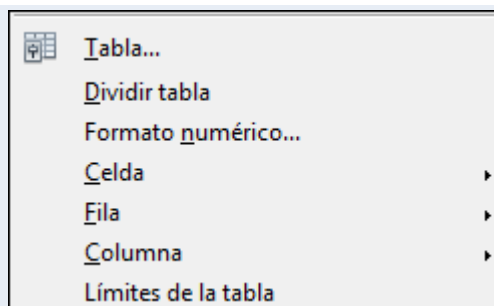 Tabla...
Dividir tabla
Formato numérico...
Celda
Fila
Columna
Límites de la tabla